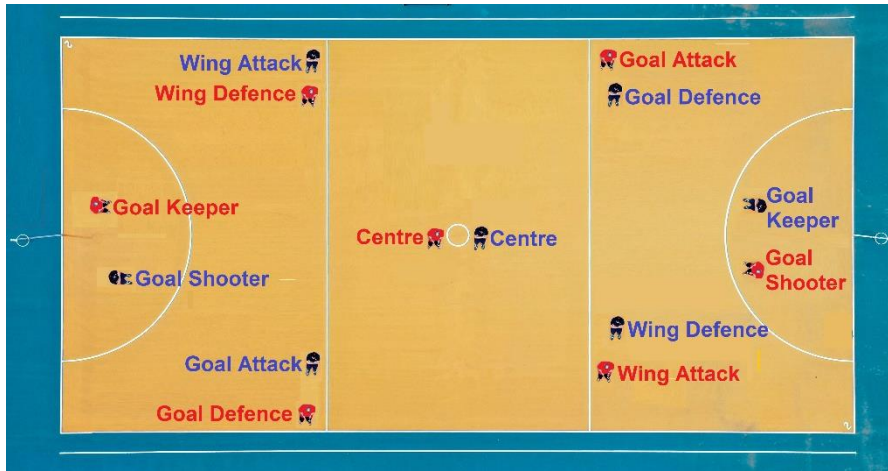 Wing Attack
Goal Attack
Wing Defence
Goal Defence
Goal Keeper
Goal
Keeper
Centre
Centre
Goal Shooter
Goal
Shooter
Wing Defence
Goal Attack
Wing Attack
Goal Defence